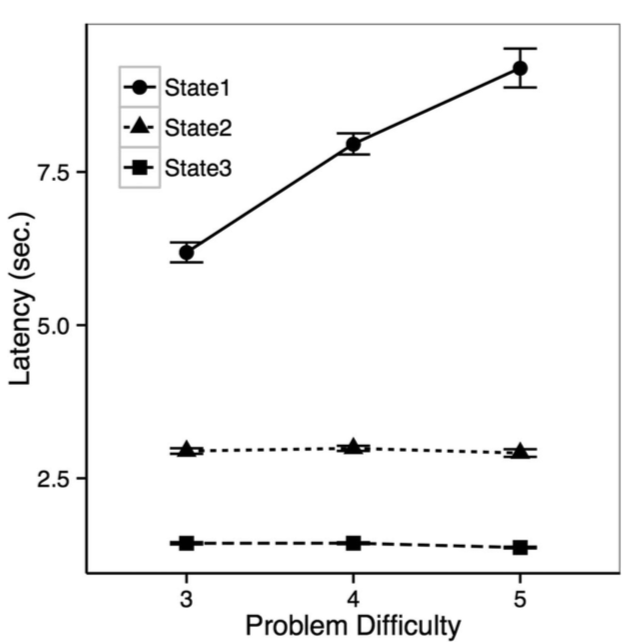 State1
State2
State3
7.5
5.0
2.5
Latency (sec.)
3 4 5
Problem Difficulty